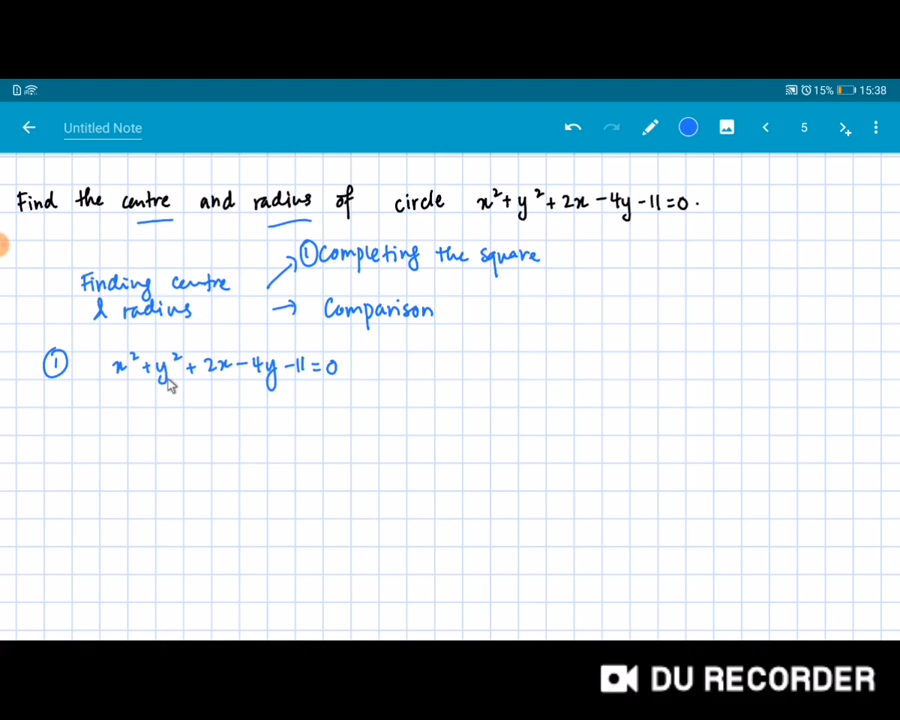 15% 15:38
Untitled Note 5
Find the centre and radius of circle x²+y²+2x-4y-11=0.
①Completing the square
Finding centre
& radius → Comparison
① x²+y²+2x-4y-11=0
DU RECORDER